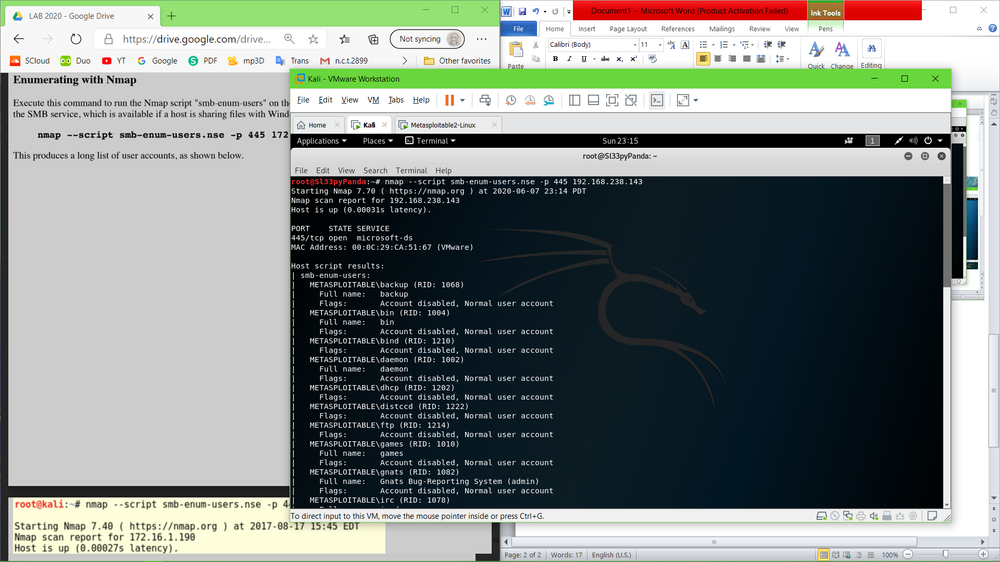 LAB 2020 - Google Drive
https://drive.google.com/drive...
Not syncing
SCloud
Duo
YT
Google
PDF
mp3D
Trans
n.c.t.2899
Other favorites
Enumerating with Nmap
Execute this command to run the Nmap script "smb-enum-users" on the
the SMB service, which is available if a host is sharing files with Wind
nmap --script smb-enum-users.nse -p 445 172
This produces a long list of user accounts, as shown below.
root@kali:~# nmap --script smb-enum-users.nse -p 44
Starting Nmap 7.40 ( https://nmap.org ) at 2017-08-17 15:45 EDT
Nmap scan report for 172.16.1.190
Host is up (0.00027s latency).
Document1 - Microsoft Word (Product Activation Failed)
Ink Tools
File
Home
Insert
Page Layout
References
Mailings
Review
View
Pens
Paste
Calibri (Body)
11
Quick
Change
Editing
Kali - VMware Workstation
File Edit View VM Tabs Help
Home
Kali
Metasploitable2-Linux
Applications
Places
Terminal
Sun 23:15
1
root@Sl33pyPanda: ~
File Edit View Search Terminal Help
root@Sl33pyPanda:~# nmap --script smb-enum-users.nse -p 445 192.168.238.143
Starting Nmap 7.70 ( https://nmap.org ) at 2020-06-07 23:14 PDT
Nmap scan report for 192.168.238.143
Host is up (0.00031s latency).
PORT    STATE SERVICE
445/tcp open  microsoft-ds
MAC Address: 00:0C:29:CA:51:67 (VMware)
Host script results:
| smb-enum-users:
|   METASPLOITABLE\backup (RID: 1068)
|     Full name:   backup
|     Flags:       Account disabled, Normal user account
|   METASPLOITABLE\bin (RID: 1004)
|     Full name:   bin
|     Flags:       Account disabled, Normal user account
|   METASPLOITABLE\bind (RID: 1210)
|     Flags:       Account disabled, Normal user account
|   METASPLOITABLE\daemon (RID: 1002)
|     Full name:   daemon
|     Flags:       Account disabled, Normal user account
|   METASPLOITABLE\dhcp (RID: 1202)
|     Flags:       Account disabled, Normal user account
|   METASPLOITABLE\distccd (RID: 1222)
|     Flags:       Account disabled, Normal user account
|   METASPLOITABLE\ftp (RID: 1214)
|     Flags:       Account disabled, Normal user account
|   METASPLOITABLE\games (RID: 1010)
|     Full name:   games
|     Flags:       Account disabled, Normal user account
|   METASPLOITABLE\gnats (RID: 1082)
|     Full name:   Gnats Bug-Reporting System (admin)
|     Flags:       Account disabled, Normal user account
|   METASPLOITABLE\irc (RID: 1078)
To direct input to this VM, move the mouse pointer inside or press Ctrl+G.
Page: 2 of 2
Words: 17
English (U.S.)
100%